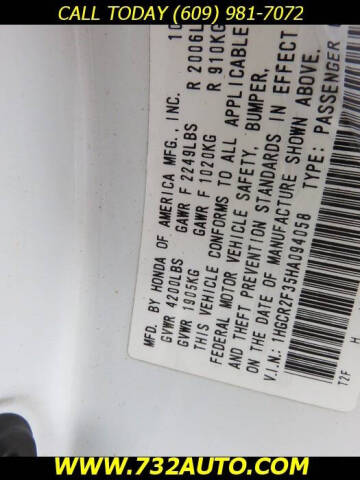 CALL TODAY (609) 981-7072
MFD. BY HONDA OF AMERICA MFG., INC. 10
GVWR 4200LBS GAWR F 2249LBS R 2006L
GVWR 1905KG GAWR F 1020KG R 910KG
THIS VEHICLE CONFORMS TO ALL APPLICABLE
FEDERAL MOTOR VEHICLE SAFETY, BUMPER,
AND THEFT PREVENTION STANDARDS IN EFFECT
ON THE DATE OF MANUFACTURE SHOWN ABOVE.
V.I.N.: 1HGCR2F35HA094058 TYPE: PASSENGER
T2F H
WWW.732AUTO.COM